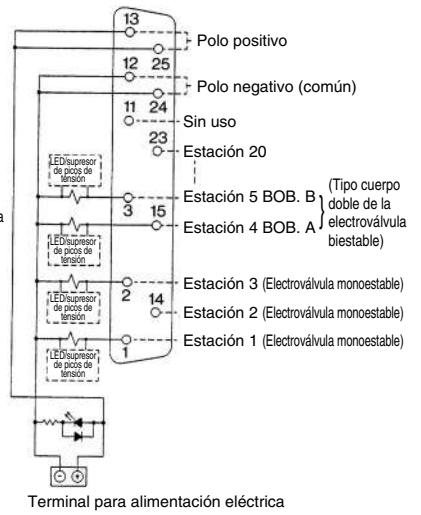 13
Polo positivo
12 25
Polo negativo (común)
24
11
Sin uso
23
Estación 20
LED/supresor
de picos de
tensión
3
15
Estación 5 BOB. B
Estación 4 BOB. A
(Tipo cuerpo
doble de la
electroválvula
biestable)
a
LED/supresor
de picos de
tensión
2
Estación 3 (Electroválvula monoestable)
14
LED/supresor
de picos de
tensión
Estación 2 (Electroválvula monoestable)
1
Estación 1 (Electroválvula monoestable)
LED/supresor
de picos de
tensión
- +
Terminal para alimentación eléctrica